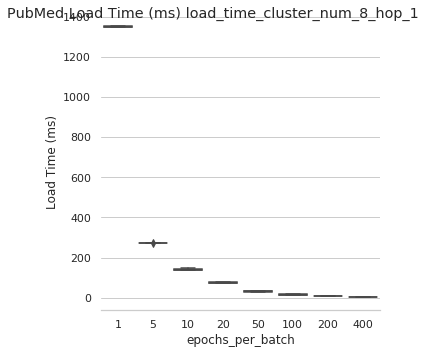 PubMed Load Time (ms) load_time_cluster_num_8_hop_1
1400
1200
1000
800
600
400
200
0
Load Time (ms)
1 5 10 20 50 100 200 400
epochs_per_batch